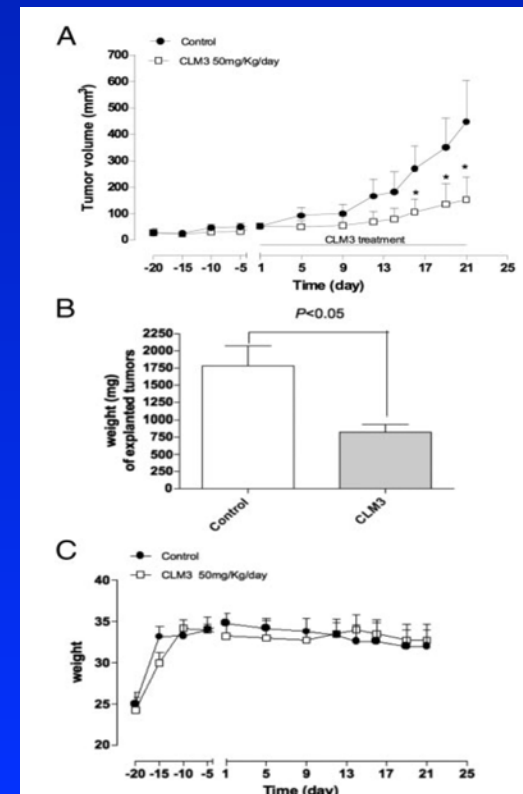 A
Control
CLM3 50mg/Kg/day
Tumor volume (mm³)
700
600
500
400
300
200
100
0
* * *
CLM3 treatment
-20 -15 -10 -5 1 5 9 13 17 21 25
Time (day)
B
P<0.05
weight (mg)
of explanted tumors
2250
2000
1750
1500
1250
1000
750
500
250
0
Control CLM3
C
Control
CLM3 50mg/Kg/day
weight
40
35
30
25
20
-20 -15 -10 -5 1 5 9 13 17 21 25
Time (day)